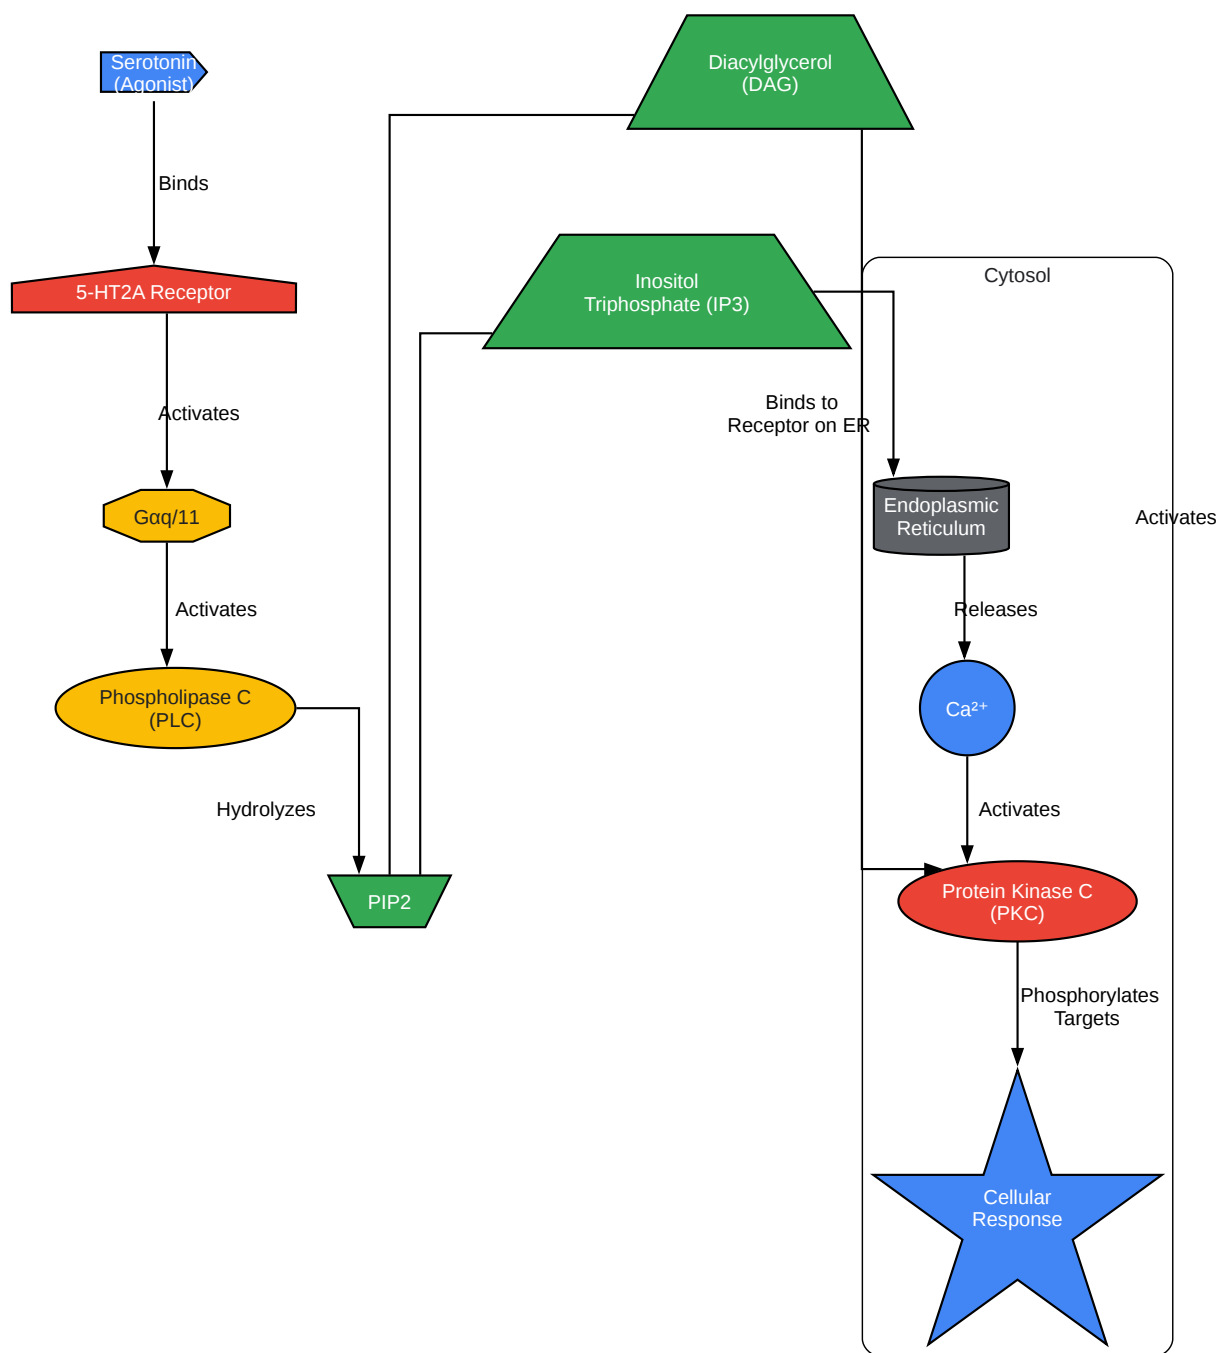 Serotonin
(Agonist)
Diacylglycerol
(DAG)
Binds
5-HT2A Receptor
Inositol
Triphosphate (IP3)
Cytosol
Activates
Binds to
Receptor on ER
Gαq/11
Endoplasmic
Reticulum
Activates
Activates
Releases
Phospholipase C
(PLC)
Ca²⁺
Hydrolyzes
Activates
PIP2
Protein Kinase C
(PKC)
Phosphorylates
Targets
Cellular
Response